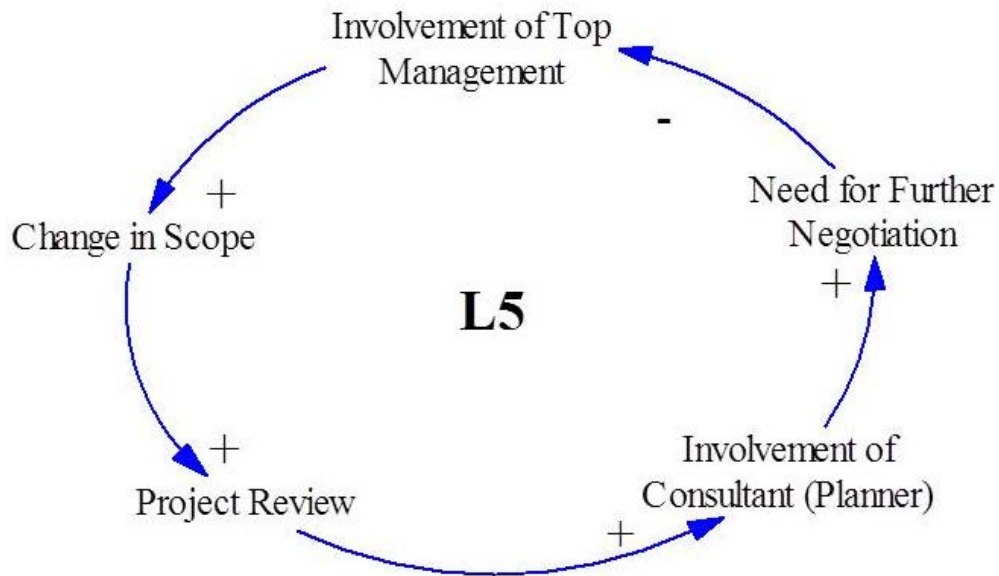 Involvement of Top
Management
-
+
Change in Scope
Need for Further
Negotiation
+
L5
+
Project Review
Involvement of
Consultant (Planner)
+